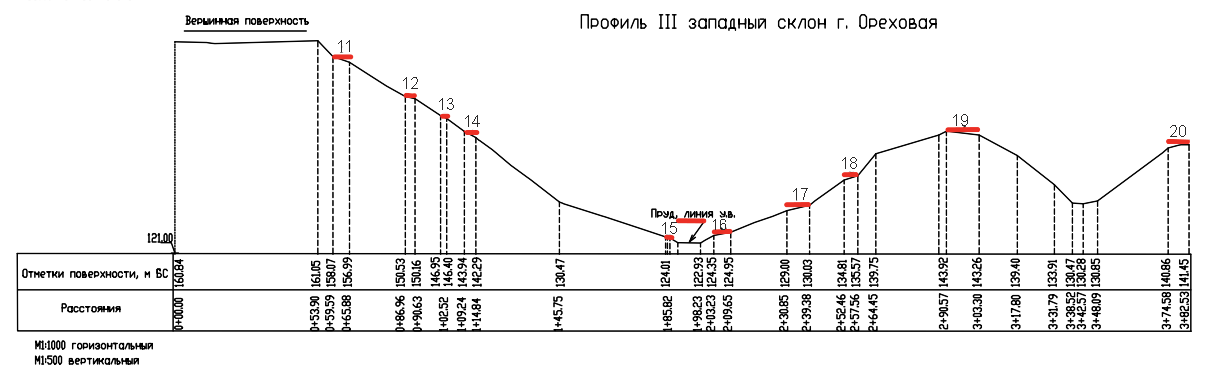 Профиль III западный склон г. Ореховая
Вершинная поверхность
11
12
13
14
15
16
17
18
19
20
Пруд, линия у.в.
121.00
Отметки поверхности, м БС
160.84 161.05 158.07 156.99 150.53 150.16 146.95 146.40 143.94 142.29 130.47 124.01 122.93 124.35 124.95 129.00 130.03 134.81 135.57 139.75 143.92 143.26 139.40 133.91 130.47 130.28 130.85 140.86 141.45
Расстояния
0+00.00 0+53.90 0+59.59 0+65.88 0+86.96 0+90.63 1+02.52 1+09.24 1+14.84 1+45.75 1+85.82 1+98.23 2+03.23 2+09.65 2+30.85 2+39.38 2+52.46 2+57.56 2+64.45 2+90.57 3+03.30 3+17.80 3+31.79 3+38.52 3+42.57 3+48.09 3+74.58 3+82.53
М1:1000 горизонтальный
М1:500 вертикальный